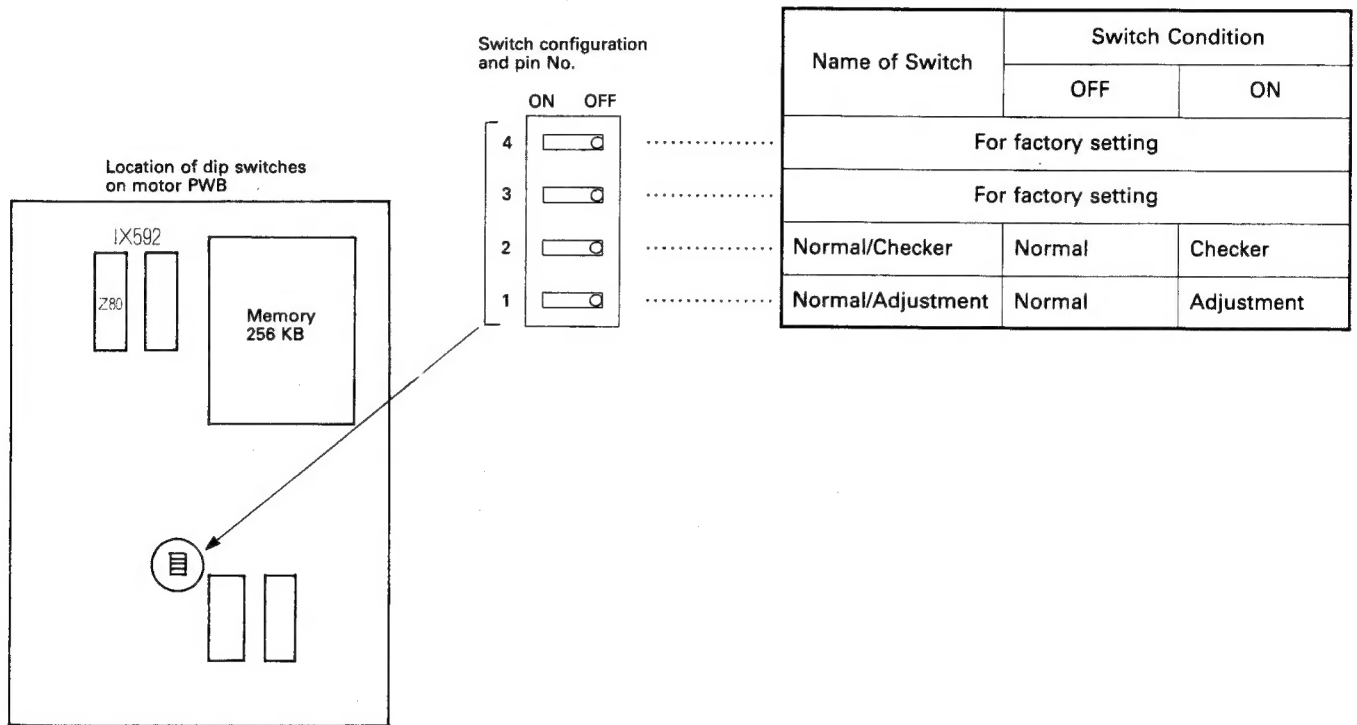 Switch configuration
and pin No.
ON OFF
4
3
2
1
Name of Switch
Switch Condition
OFF ON
For factory setting
For factory setting
Normal/Checker Normal Checker
Normal/Adjustment Normal Adjustment
Location of dip switches
on motor PWB
IX592
Z80
Memory
256 KB